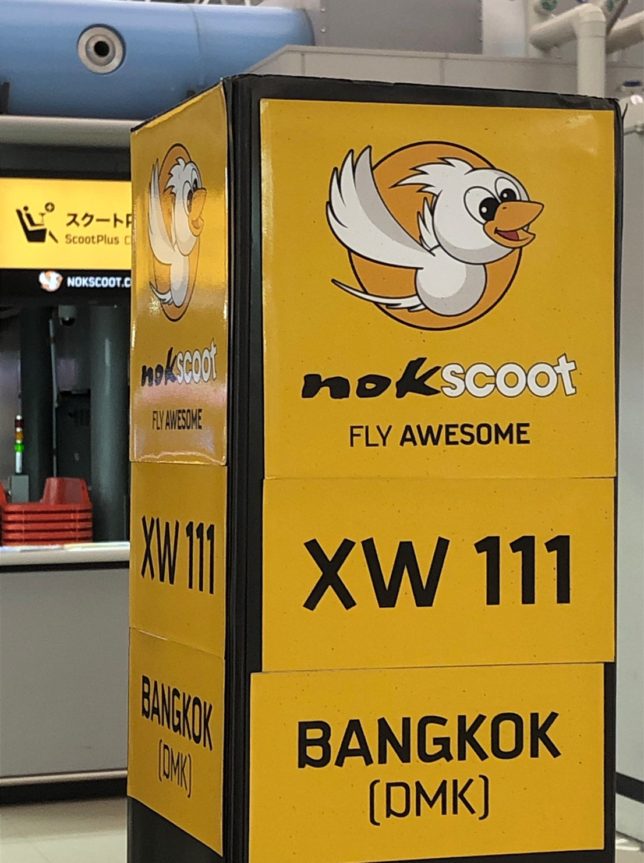 スクートP
ScootPlus
NOKSCOOT.C
nokscoot
FLY AWESOME
XW 111
BANGKOK
(DMK)
nokscoot
FLY AWESOME
XW 111
BANGKOK
(DMK)